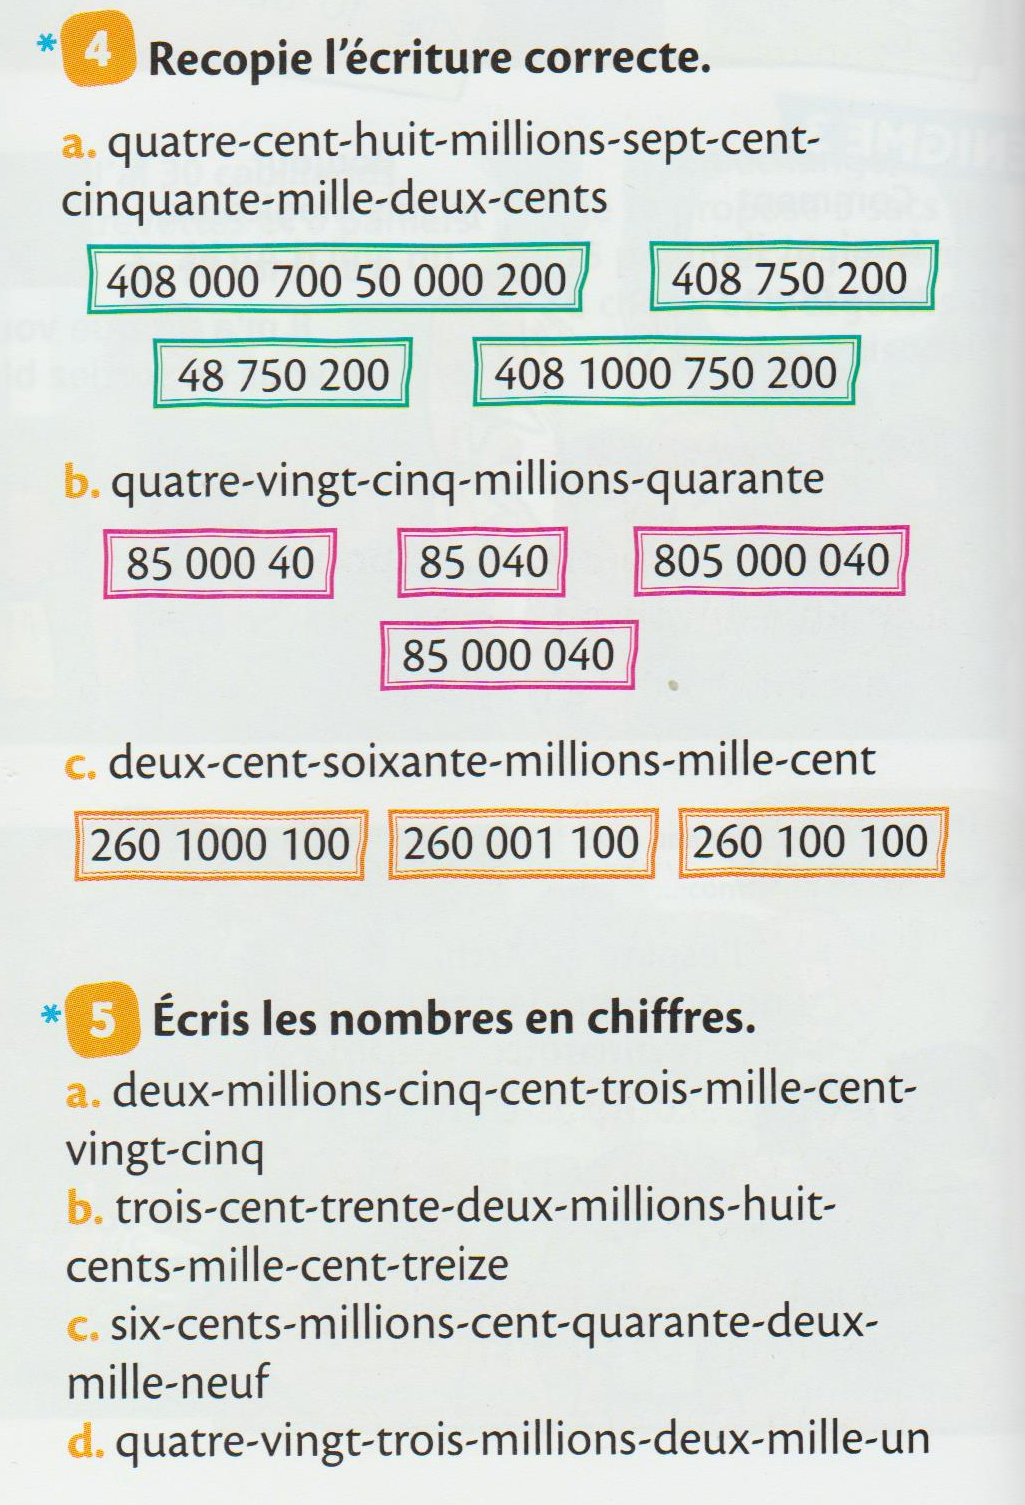 * 4 Recopie l'écriture correcte.
a. quatre-cent-huit-millions-sept-cent-
cinquante-mille-deux-cents
408 000 700 50 000 200 408 750 200
48 750 200 408 1000 750 200
b. quatre-vingt-cinq-millions-quarante
85 000 40 85 040 805 000 040
85 000 040
c. deux-cent-soixante-millions-mille-cent
260 1000 100 260 001 100 260 100 100
* 5 Écris les nombres en chiffres.
a. deux-millions-cinq-cent-trois-mille-cent-
vingt-cinq
b. trois-cent-trente-deux-millions-huit-
cents-mille-cent-treize
c. six-cents-millions-cent-quarante-deux-
mille-neuf
d. quatre-vingt-trois-millions-deux-mille-un